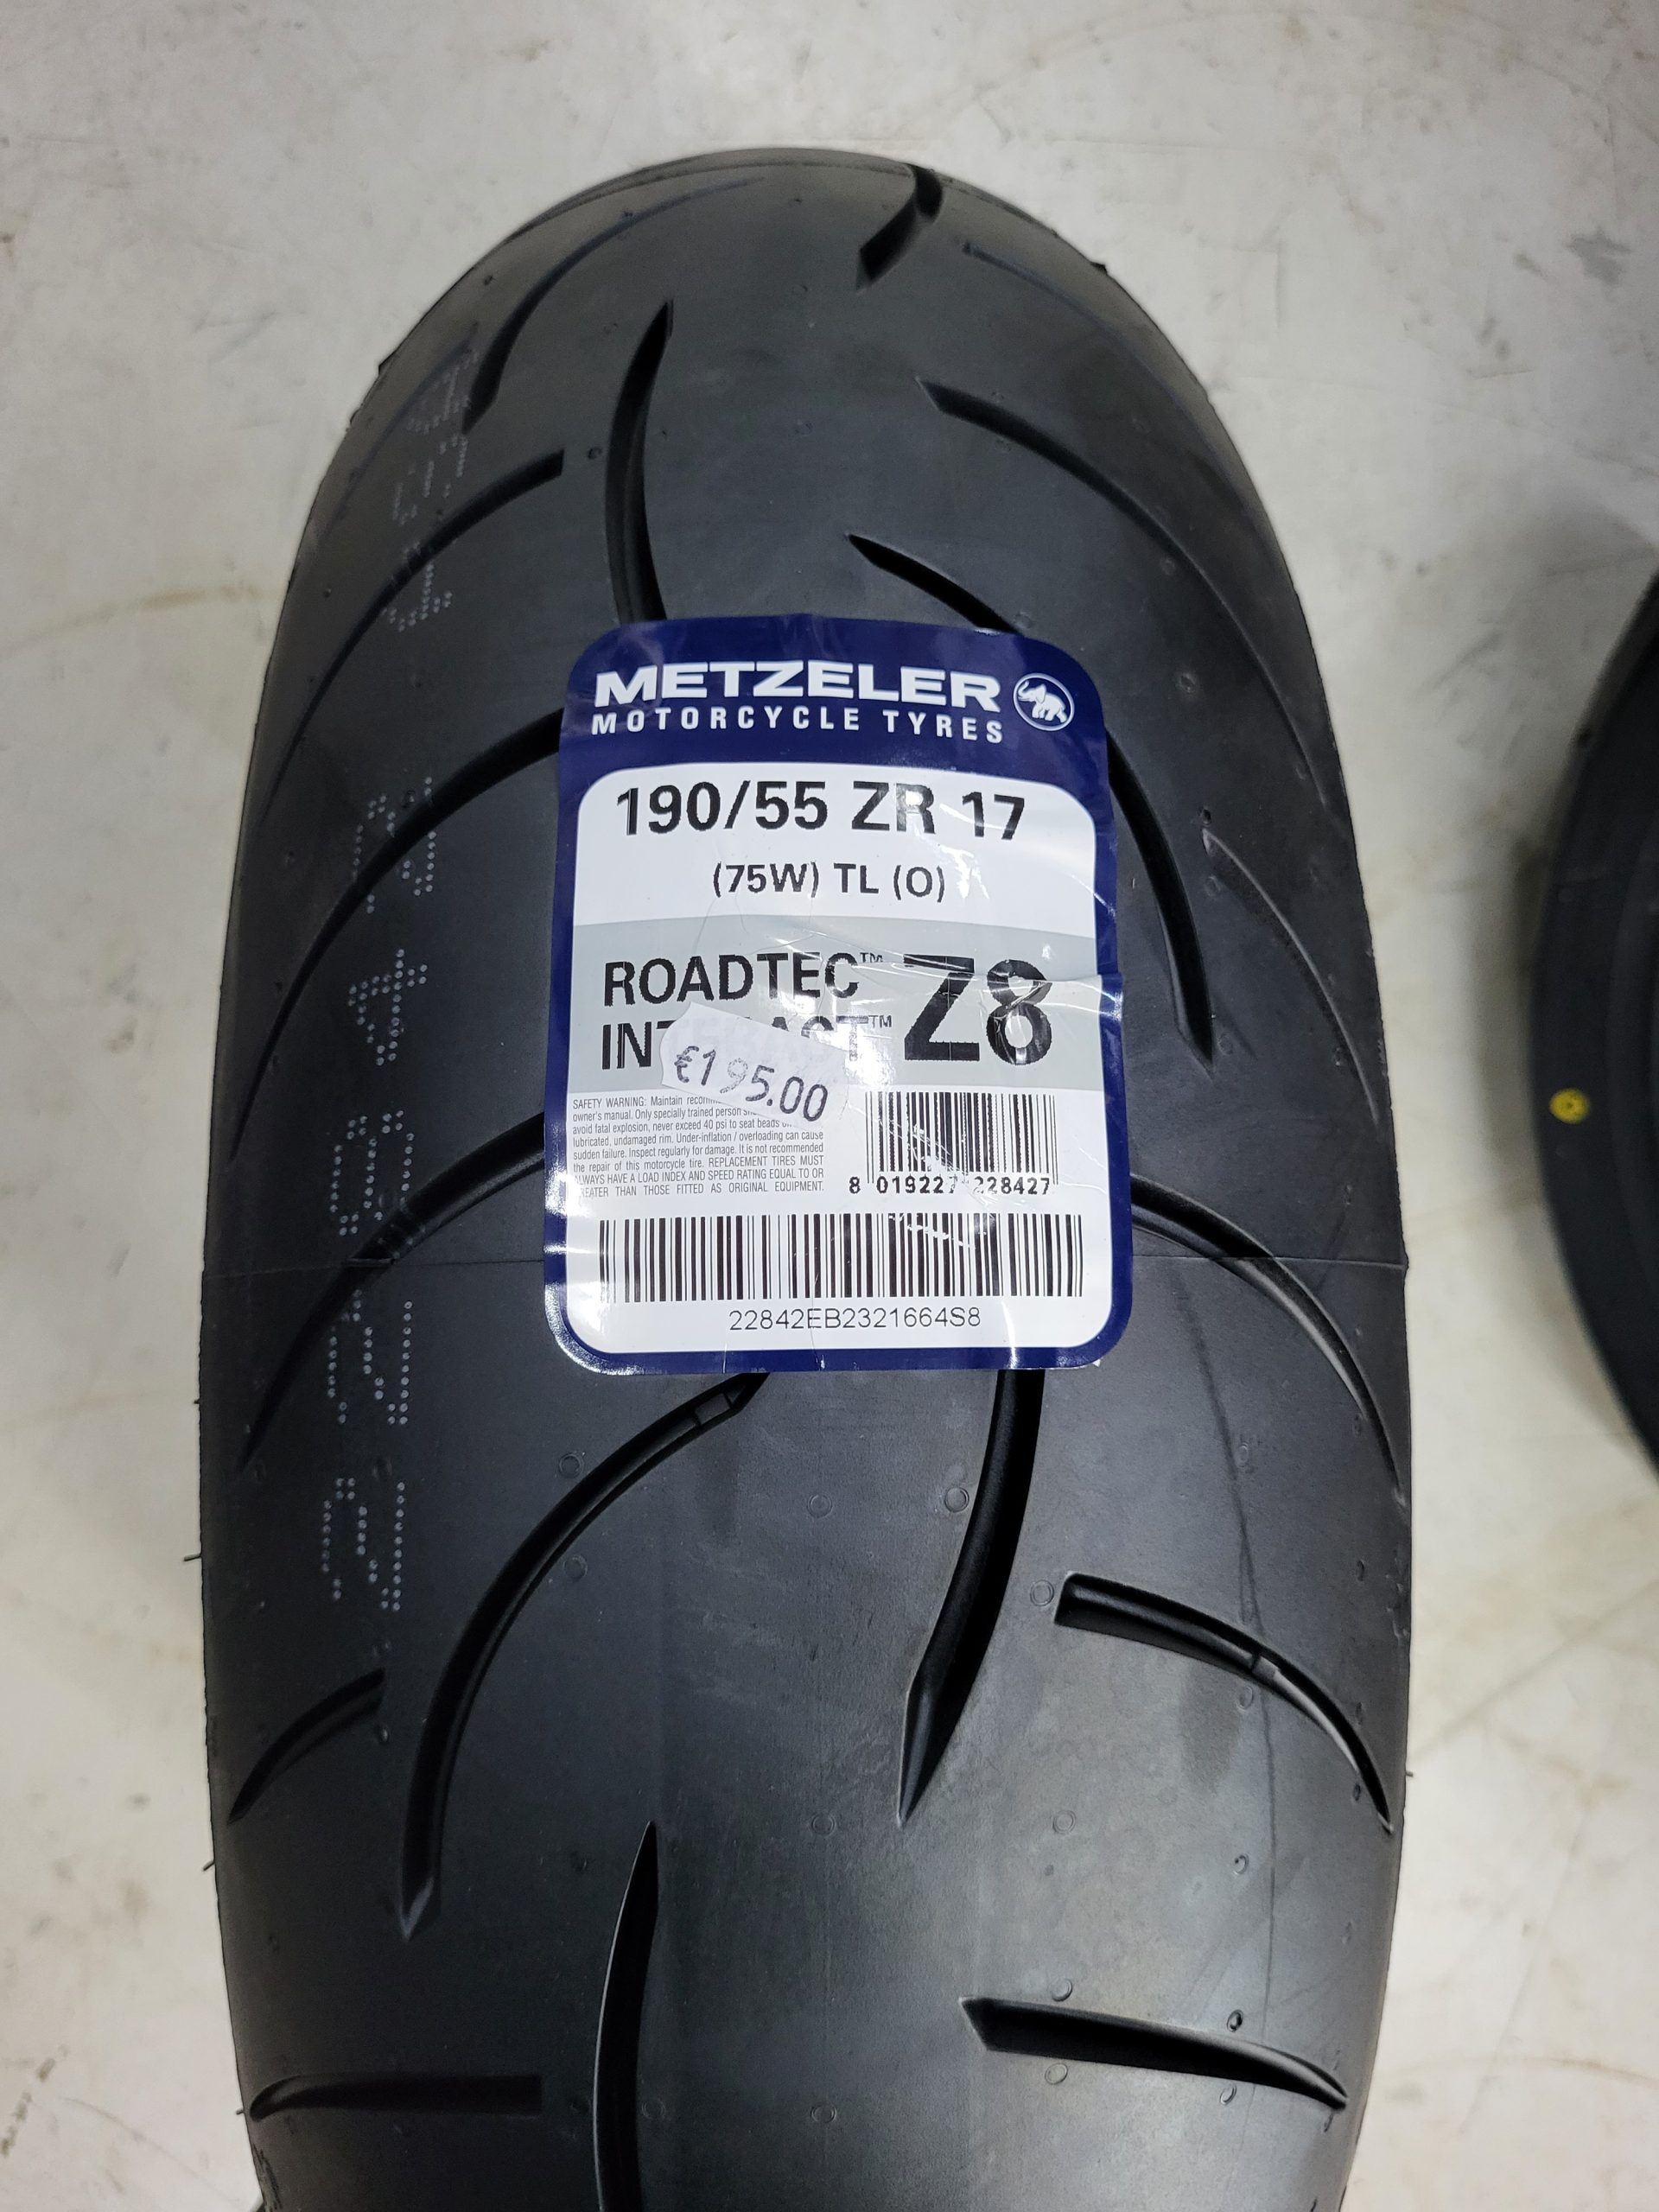 METZELER
MOTORCYCLE TYRES
190/55 ZR 17
(75W) TL (O)
ROADTEC™ Z8
€195.00
SAFETY WARNING: Maintain
owner's manual. Only specially trained person
avoid fatal explosion, never exceed 40 psi to seat beads
lubricated, undamaged rim. Under-inflation / overloading can cause
sudden failure. Inspect regularly for damage. It is not recommended
the repair of this motorcycle tire. REPLACEMENT TIRES MUST
ALWAYS HAVE A LOAD INDEX AND SPEED RATING EQUAL TO OR
GREATER THAN THOSE FITTED AS ORIGINAL EQUIPMENT.
8 019227 228427
22842EB2321664S8